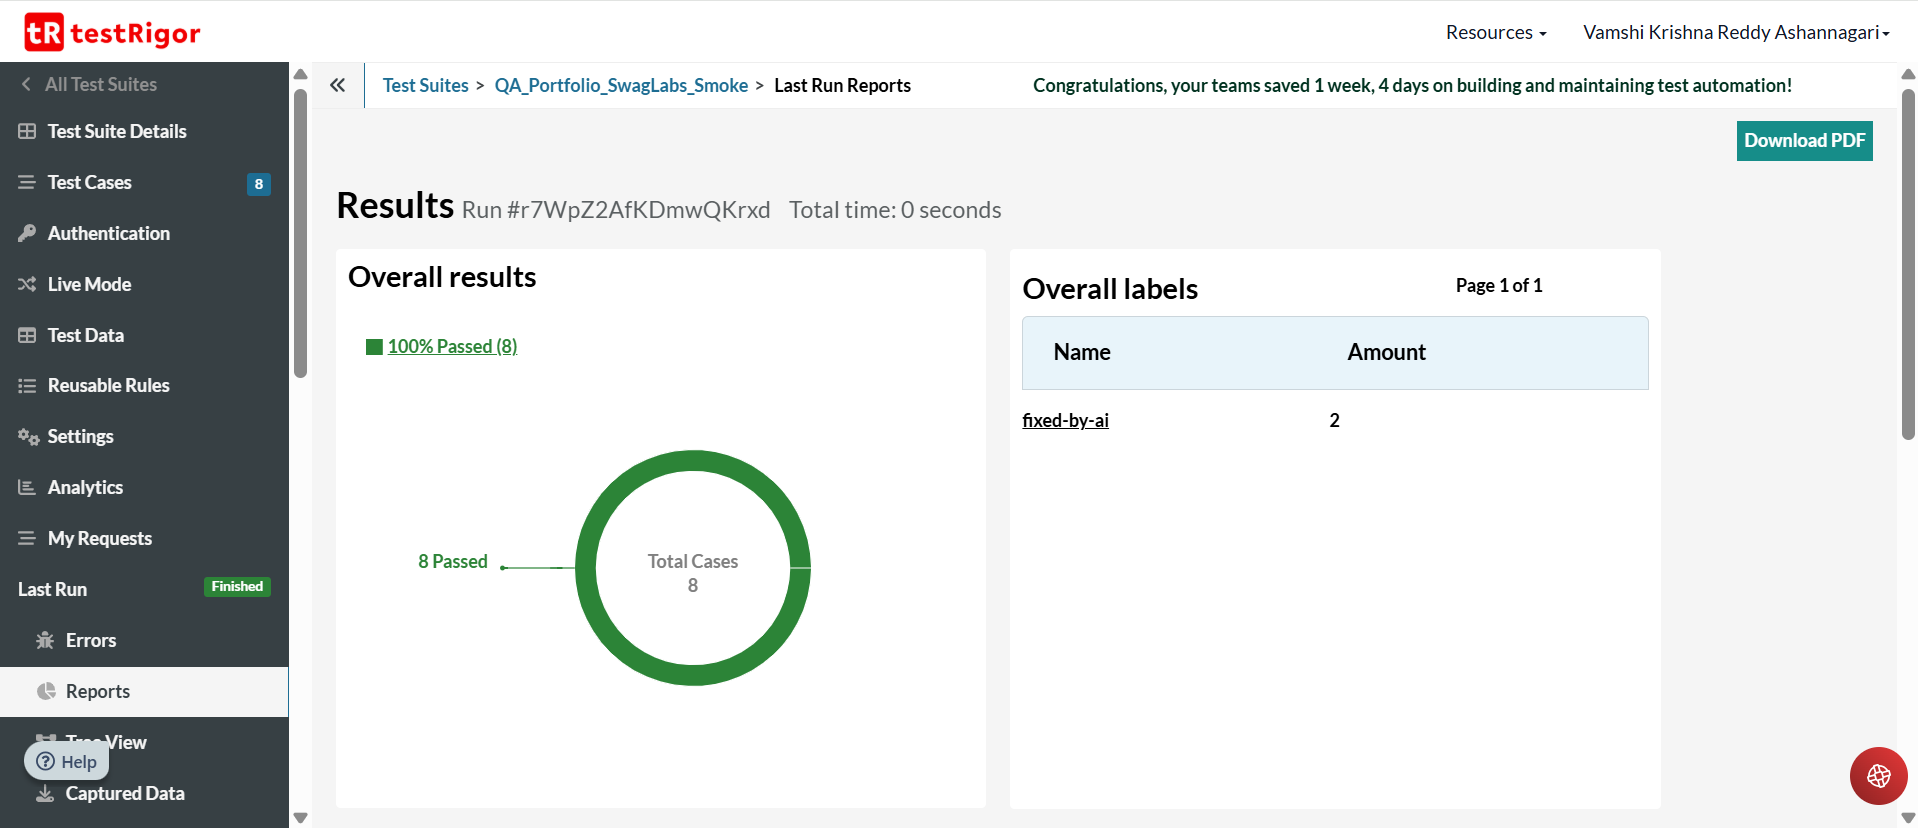 tR testRigor
Resources
Vamshi Krishna Reddy Ashannagari
All Test Suites
Test Suite Details
Test Cases 8
Authentication
Live Mode
Test Data
Reusable Rules
Settings
Analytics
My Requests
Last Run Finished
Errors
Reports
Tree View
Help
Captured Data
Test Suites > QA_Portfolio_SwagLabs_Smoke > Last Run Reports
Congratulations, your teams saved 1 week, 4 days on building and maintaining test automation!
Download PDF
Results Run #r7WpZ2AfKDmwQKrxd Total time: 0 seconds
Overall results
100% Passed (8)
8 Passed
Total Cases
8
Overall labels
Page 1 of 1
Name Amount
fixed-by-ai 2